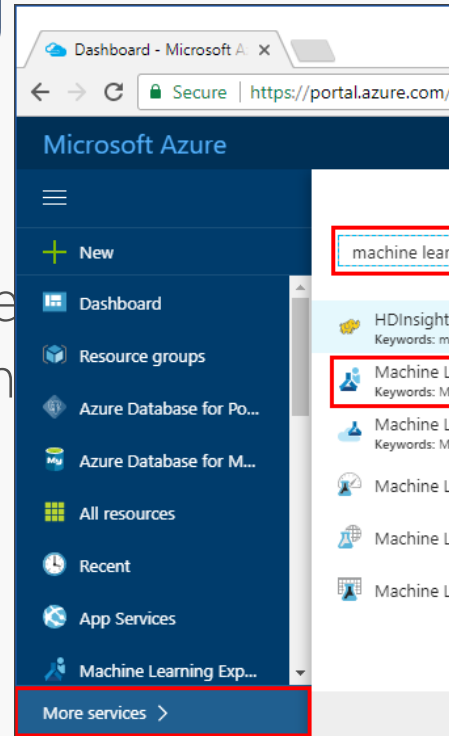 Dashboard - Microsoft A
Secure | https://portal.azure.com/
Microsoft Azure
New
machine lear
Dashboard
HDInsight
Keywords: m
Resource groups
Machine L
Keywords: M
Azure Database for Po...
Machine L
Keywords: M
Azure Database for M...
Machine L
All resources
Machine L
Recent
Machine L
App Services
Machine Learning Exp...
More services >